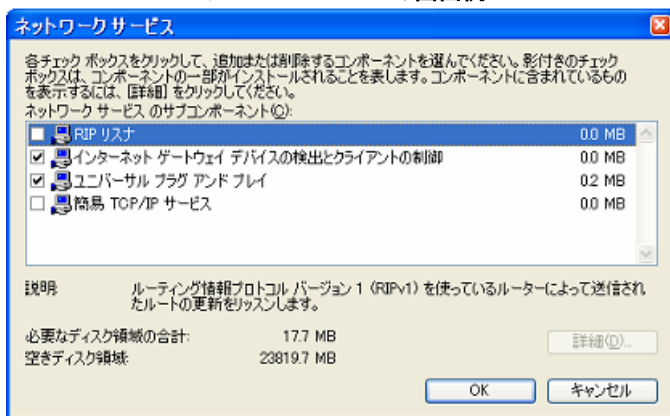 ネットワーク サービス
各チェック ボックスをクリックして、追加または削除するコンポーネントを選んでください。影付きのチェック
ボックスは、コンポーネントの一部がインストールされることを表します。コンポーネントに含まれているもの
を表示するには、[詳細] をクリックしてください。
ネットワーク サービス のサブコンポーネント(C):
RIP リスナ 0.0 MB
インターネット ゲートウェイ デバイスの検出とクライアントの制御 0.0 MB
ユニバーサル プラグ アンド プレイ 0.2 MB
簡易 TCP/IP サービス 0.0 MB
説明: ルーティング情報プロトコル バージョン 1 (RIPv1) を使っているルーターによって送信され
たルートの更新をリッスンします。
必要なディスク領域の合計: 17.7 MB
空きディスク領域: 23819.7 MB
詳細(D)...
OK キャンセル